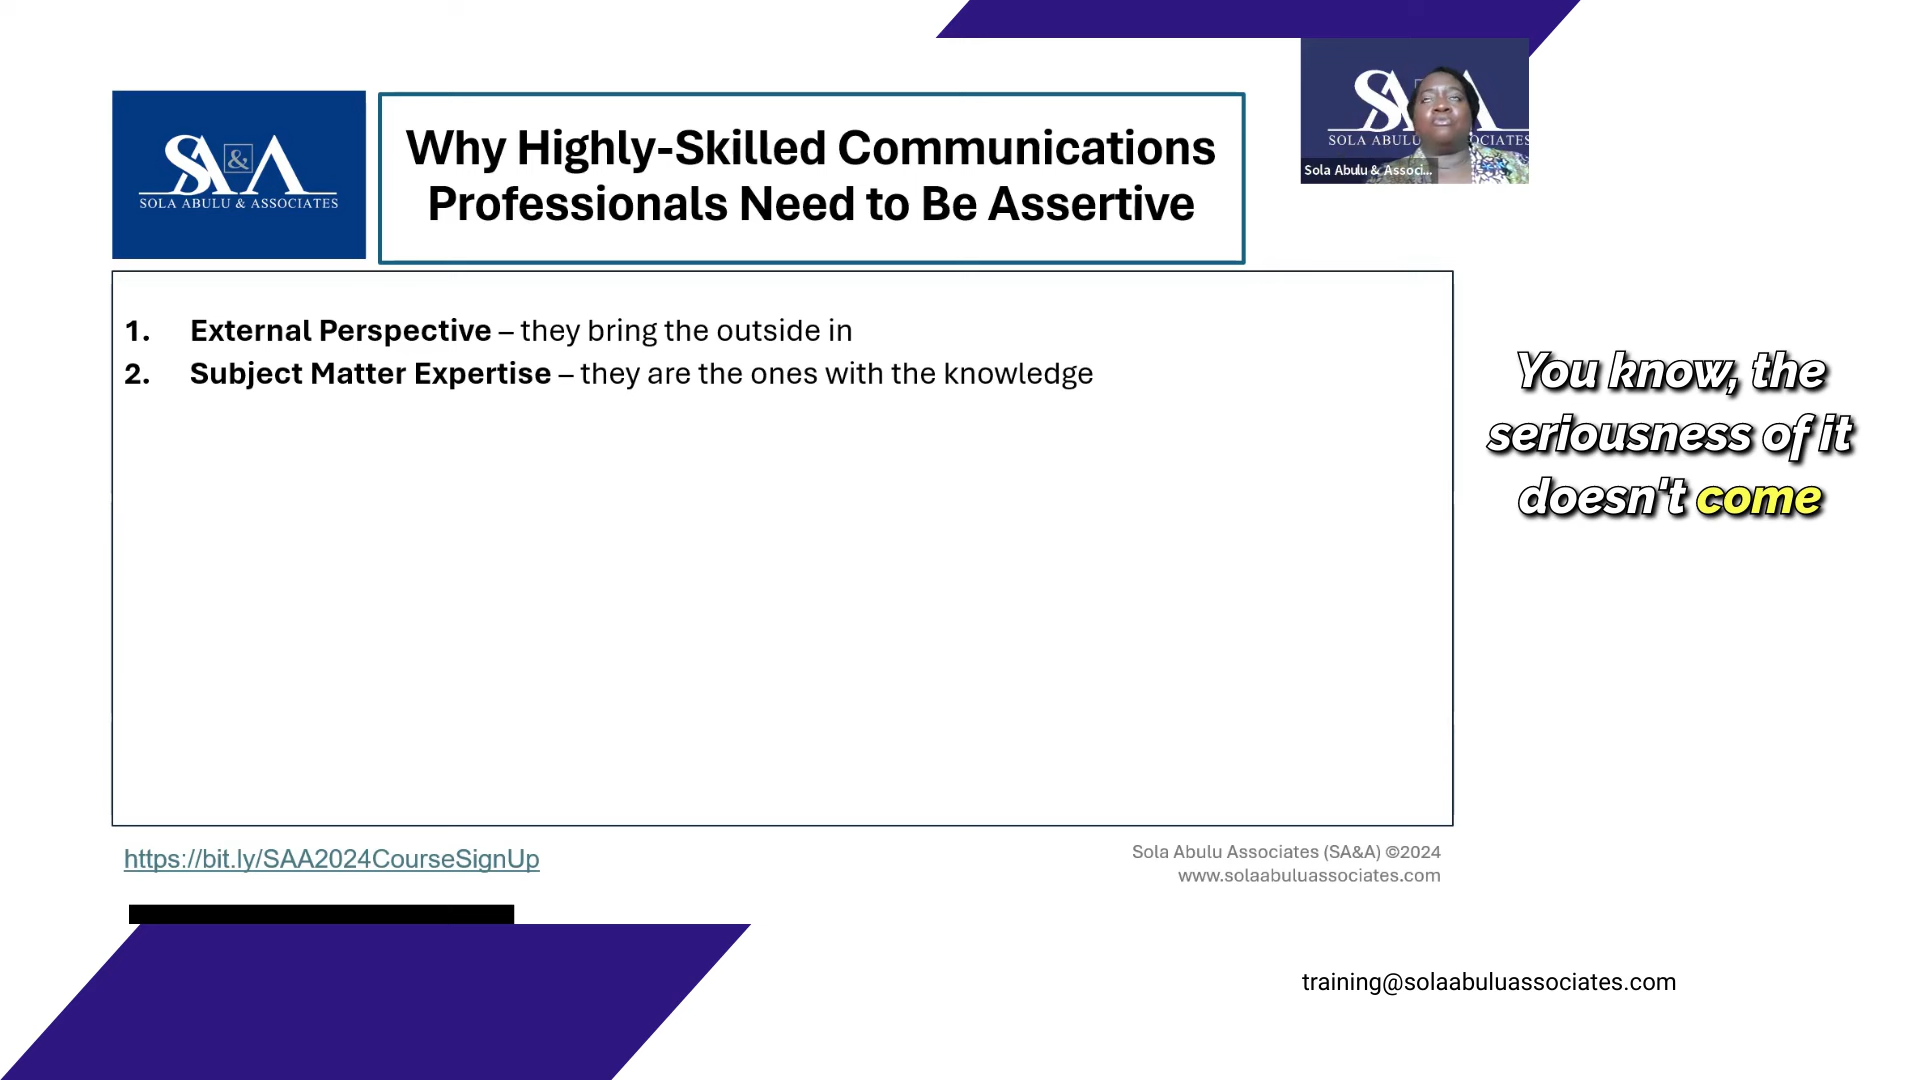 SA&A
SOLA ABULU & ASSOCIATES
Why Highly-Skilled Communications
Professionals Need to Be Assertive
SOLA ABULU
Sola Abulu & Associ...
1. External Perspective – they bring the outside in
2. Subject Matter Expertise – they are the ones with the knowledge
You know, the
seriousness of it
doesn't come
https://bit.ly/SAA2024CourseSignUp
Sola Abulu Associates (SA&A) ©2024
www.solaabuluassociates.com
training@solaabuluassociates.com